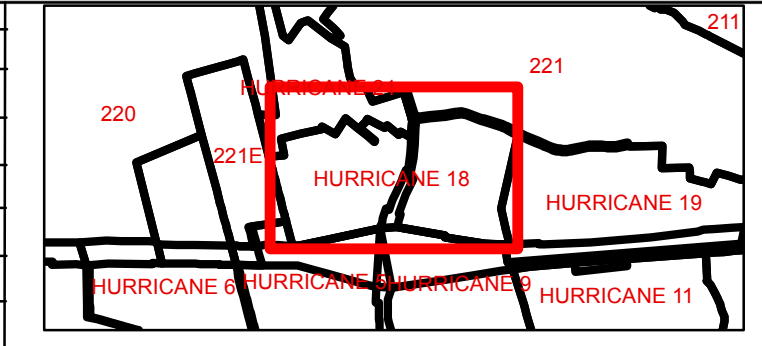 211
221
HURRICANE 21
220
221E
HURRICANE 18
HURRICANE 19
HURRICANE 6
HURRICANE 5
HURRICANE 9
HURRICANE 11